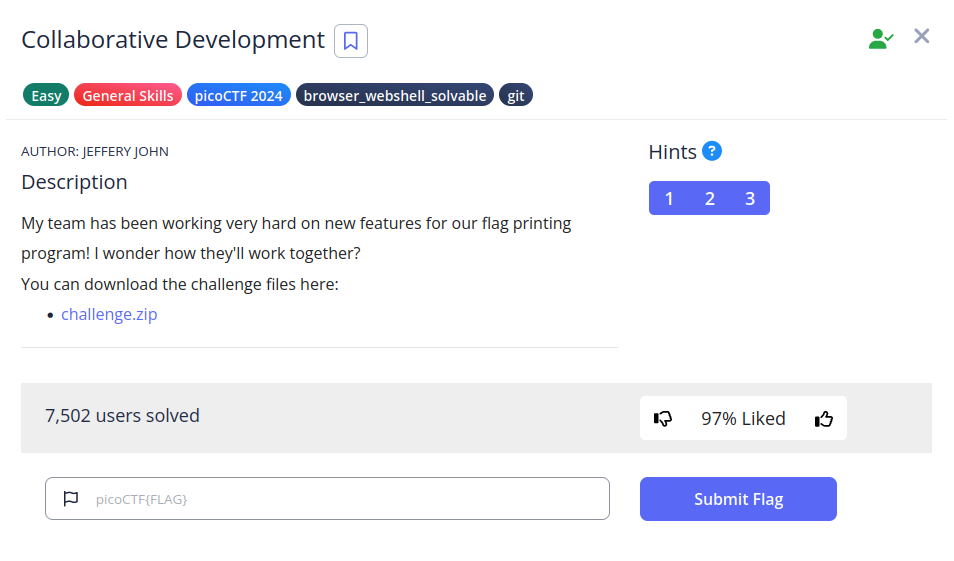 Collaborative Development
Easy General Skills picoCTF 2024 browser_webshell_solvable git
AUTHOR: JEFFERY JOHN
Description
My team has been working very hard on new features for our flag printing
program! I wonder how they'll work together?
You can download the challenge files here:
• challenge.zip
Hints ?
1 2 3
7,502 users solved
97% Liked
picoCTF{FLAG}
Submit Flag